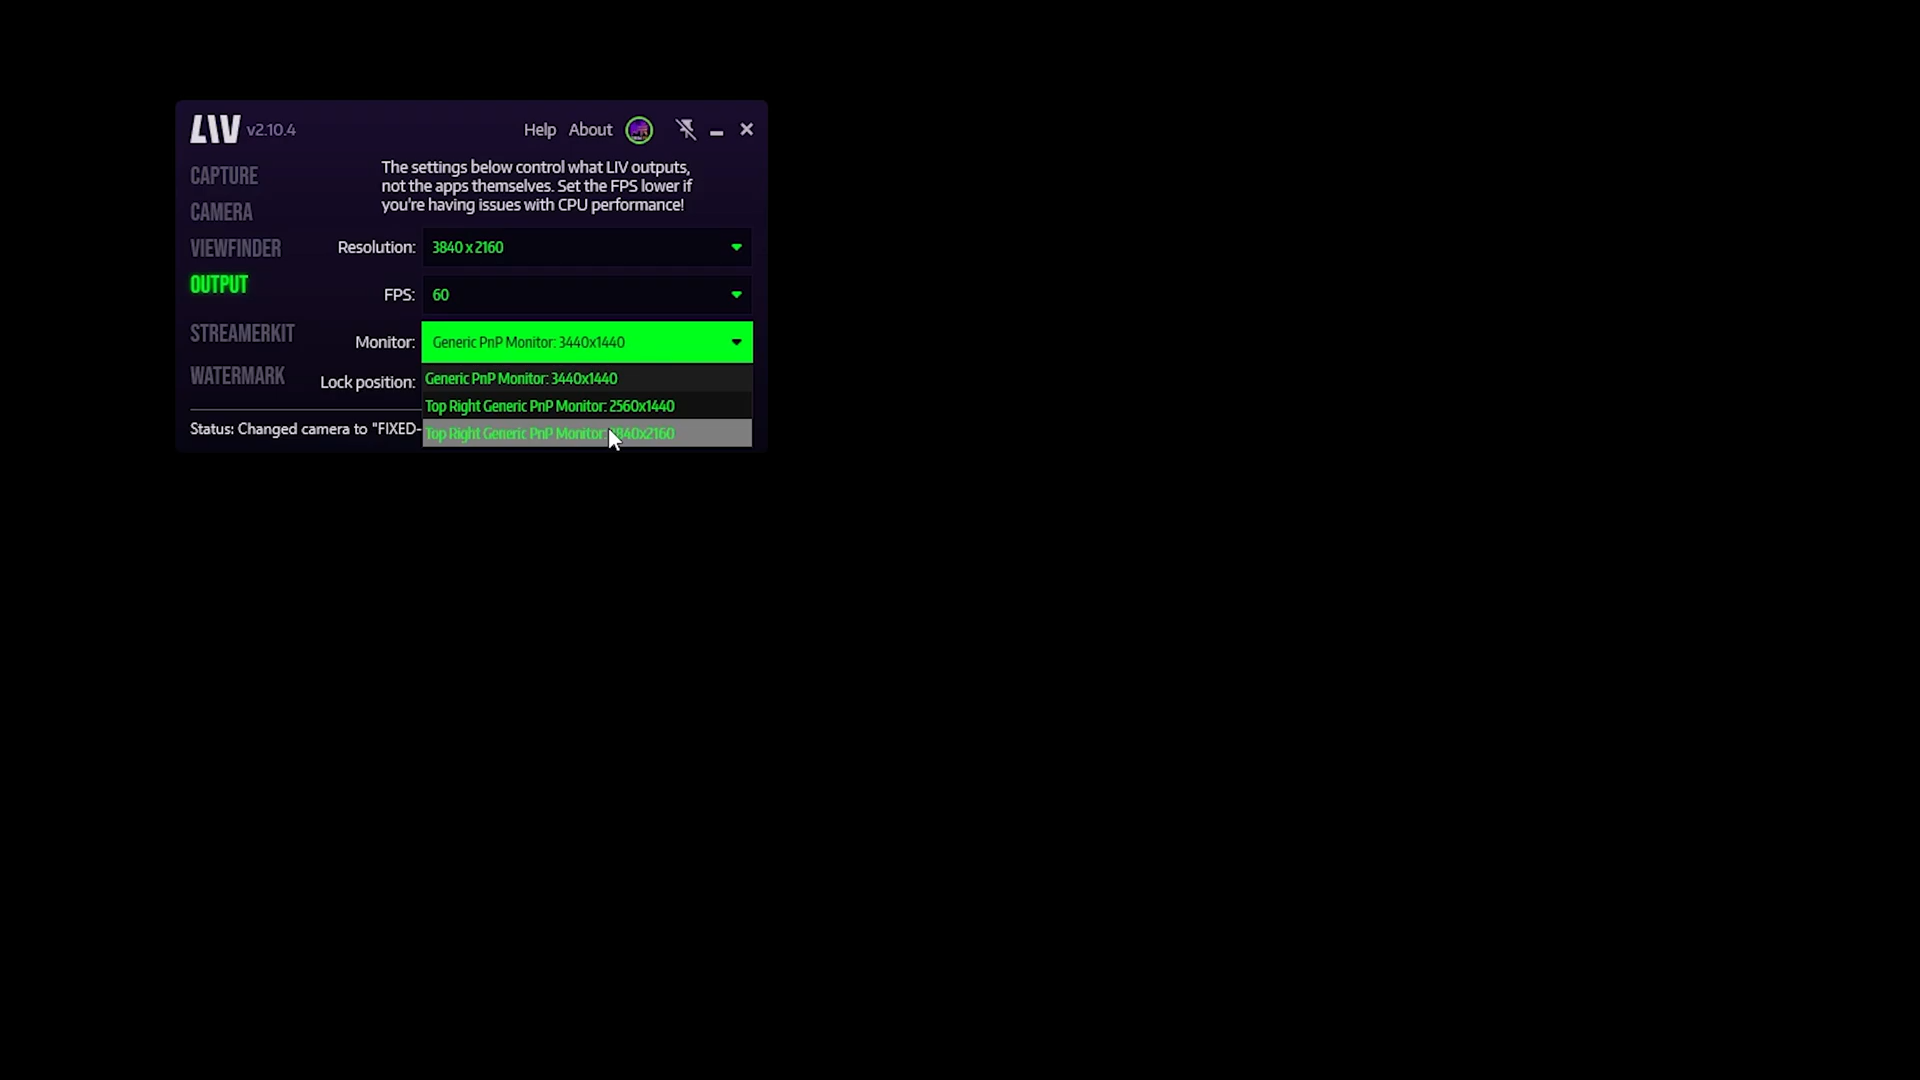 LIV v2.10.4 Help About
CAPTURE
CAMERA
VIEWFINDER
OUTPUT
STREAMERKIT
WATERMARK
The settings below control what LIV outputs,
not the apps themselves. Set the FPS lower if
you're having issues with CPU performance!
Resolution: 3840 x 2160
FPS: 60
Monitor: Generic PnP Monitor: 3440x1440
Lock position:
Generic PnP Monitor: 3440x1440
Top Right Generic PnP Monitor: 2560x1440
Top Right Generic PnP Monitor:
Status: Changed camera to "FIXED-